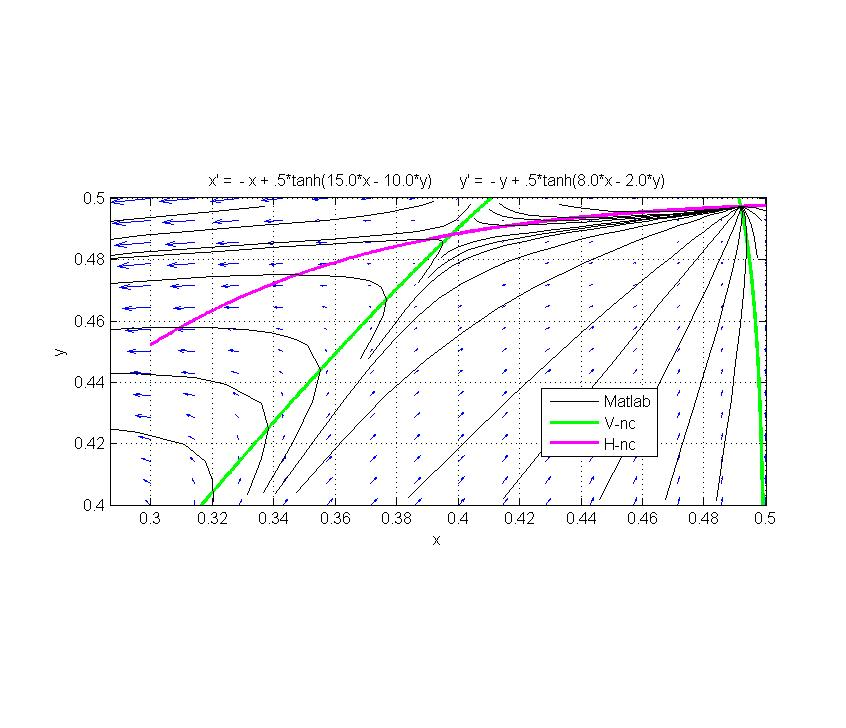 x' = - x + .5*tanh(15.0*x - 10.0*y)      y' = - y + .5*tanh(8.0*x - 2.0*y)
0.5
0.48
0.46
y
0.44
0.42
0.4
Matlab
V-nc
H-nc
0.3 0.32 0.34 0.36 0.38 0.4 0.42 0.44 0.46 0.48 0.5
x